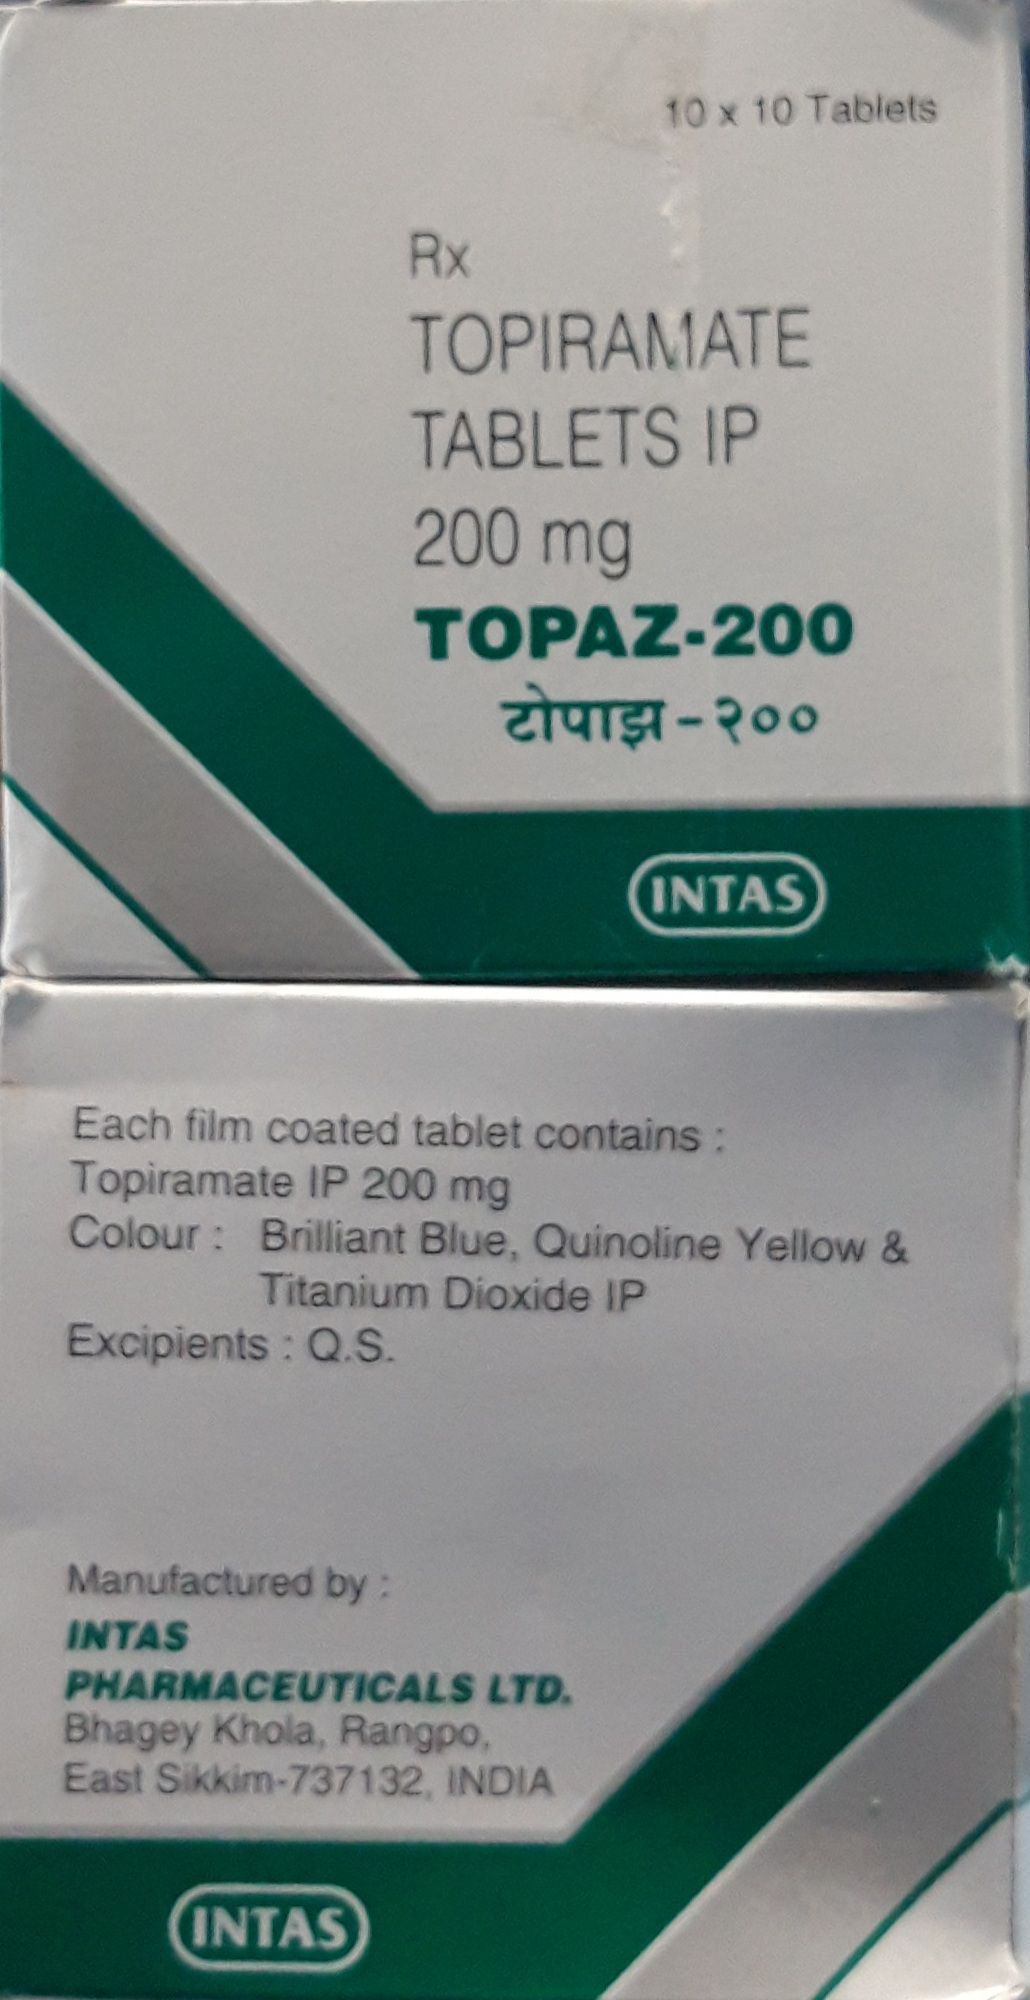 10 x 10 Tablets
Rx
TOPIRAMATE
TABLETS IP
200 mg
TOPAZ-200
टोपाझ - २००
INTAS
Each film coated tablet contains :
Topiramate IP 200 mg
Colour : Brilliant Blue, Quinoline Yellow &
Titanium Dioxide IP
Excipients : Q.S.
Manufactured by :
INTAS
PHARMACEUTICALS LTD.
Bhagey Khola, Rangpo,
East Sikkim-737132, INDIA
INTAS